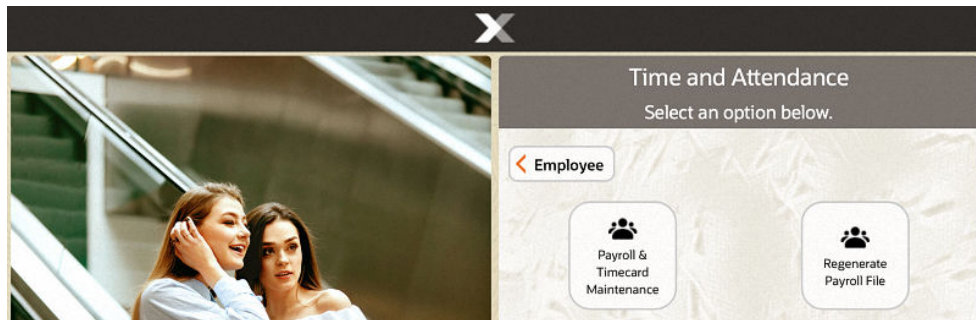 Time and Attendance
Select an option below.
Employee
Payroll &
Timecard
Maintenance
Regenerate
Payroll File